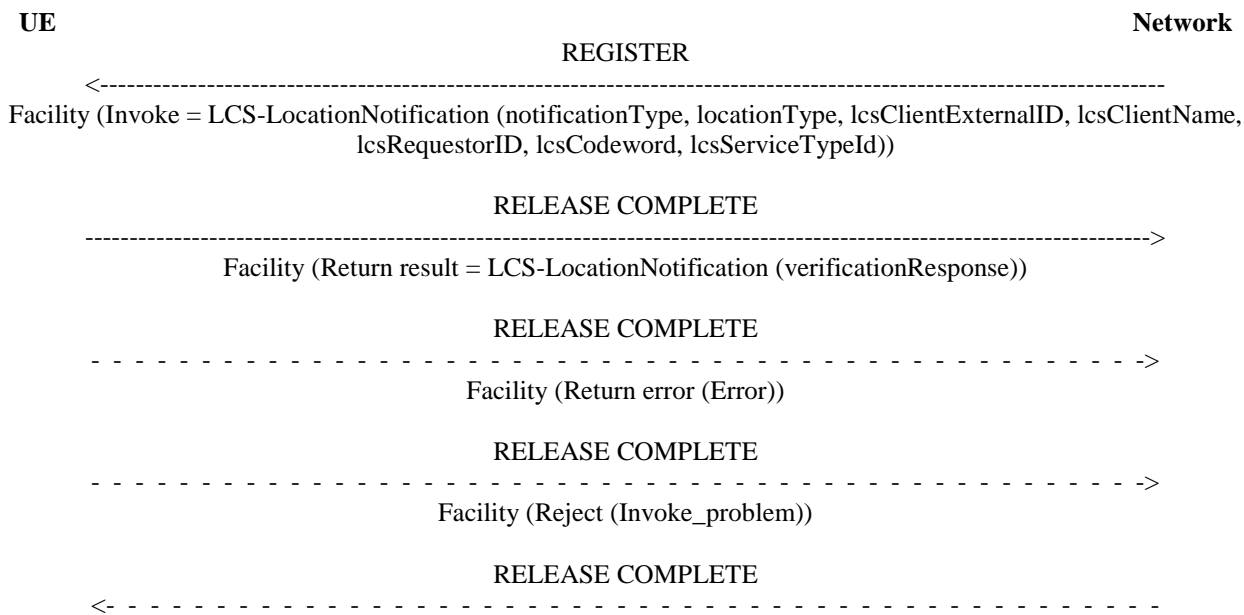 UE Network
REGISTER
<------------------------------------------------------------------------------------------------------------------------
Facility (Invoke = LCS-LocationNotification (notificationType, locationType, lcsClientExternalID, lcsClientName,
lcsRequestorID, lcsCodeword, lcsServiceTypeId))
RELEASE COMPLETE
------------------------------------------------------------------------------------------------------------------------>
Facility (Return result = LCS-LocationNotification (verificationResponse))
RELEASE COMPLETE
- - - - - - - - - - - - - - - - - - - - - - - - - - - - - - - - - - - - - - - - - - - - - - - - ->
Facility (Return error (Error))
RELEASE COMPLETE
- - - - - - - - - - - - - - - - - - - - - - - - - - - - - - - - - - - - - - - - - - - - - - - - ->
Facility (Reject (Invoke_problem))
RELEASE COMPLETE
<- - - - - - - - - - - - - - - - - - - - - - - - - - - - - - - - - - - - - - - - - - - - - - - - -